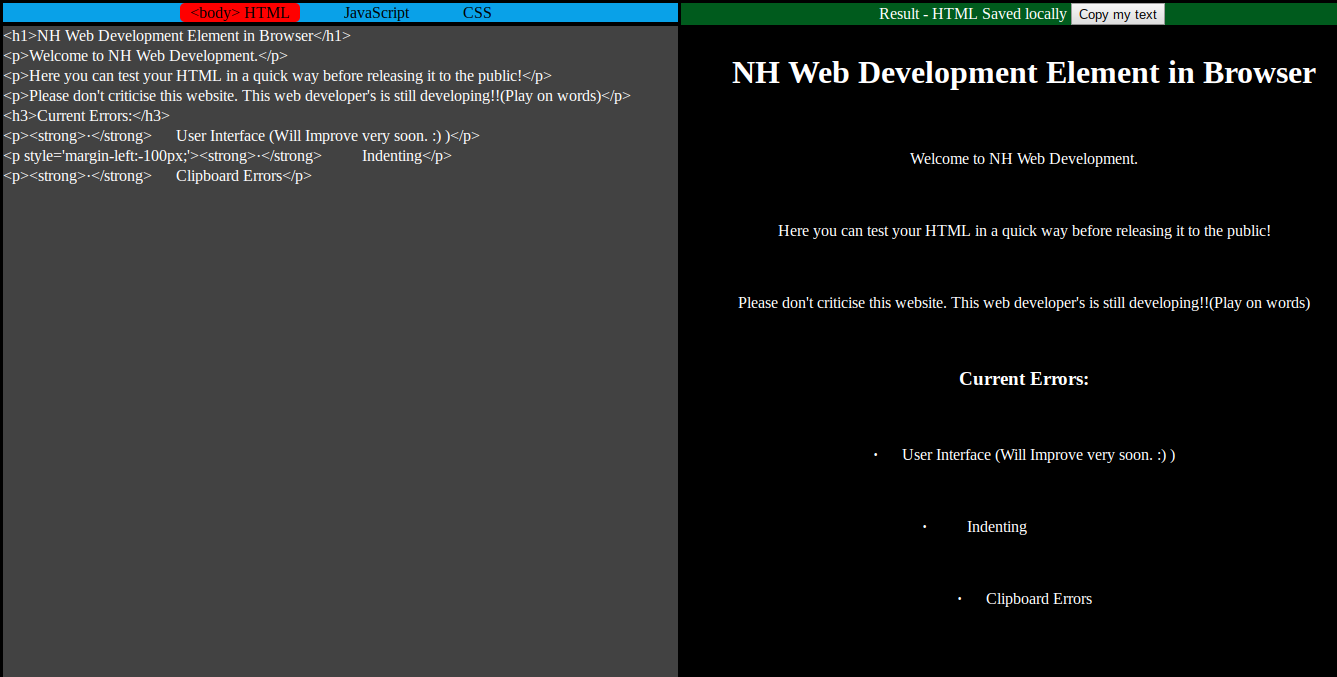 <body> HTML JavaScript CSS
<h1>NH Web Development Element in Browser</h1>
<p>Welcome to NH Web Development.</p>
<p>Here you can test your HTML in a quick way before releasing it to the public!</p>
<p>Please don't criticise this website. This web developer's is still developing!!(Play on words)</p>
<h3>Current Errors:</h3>
<p><strong>·</strong> User Interface (Will Improve very soon. :) )</p>
<p style='margin-left:-100px;'><strong>·</strong> Indenting</p>
<p><strong>·</strong> Clipboard Errors</p>
Result - HTML Saved locally Copy my text
NH Web Development Element in Browser
Welcome to NH Web Development.
Here you can test your HTML in a quick way before releasing it to the public!
Please don't criticise this website. This web developer's is still developing!!(Play on words)
Current Errors:
· User Interface (Will Improve very soon. :) )
· Indenting
· Clipboard Errors